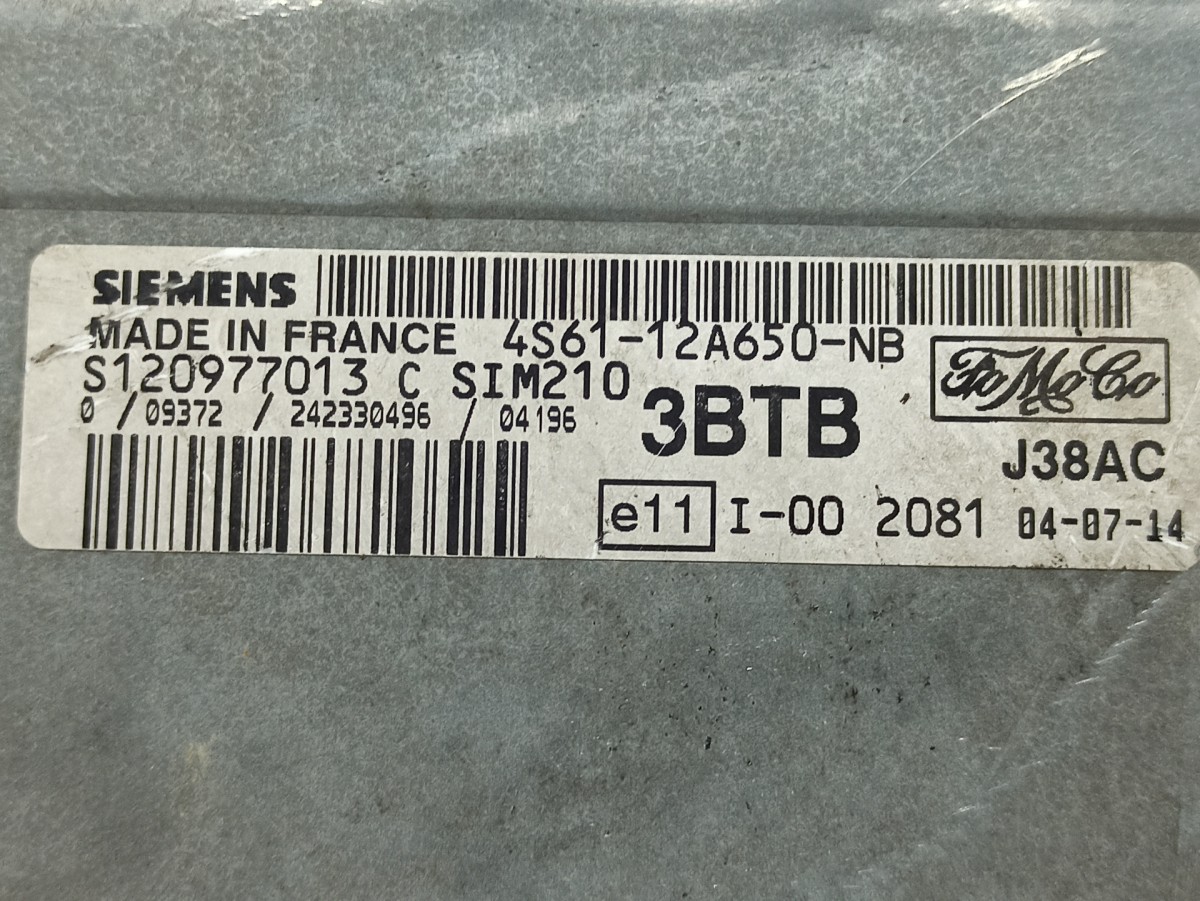 SIEMENS
MADE IN FRANCE 4S61-12A650-NB
S120977013 C SIM210
0 / 09372 / 242330496 / 04196
3BTB
FoMoCo
J38AC
e11 I-00 2081 04-07-14